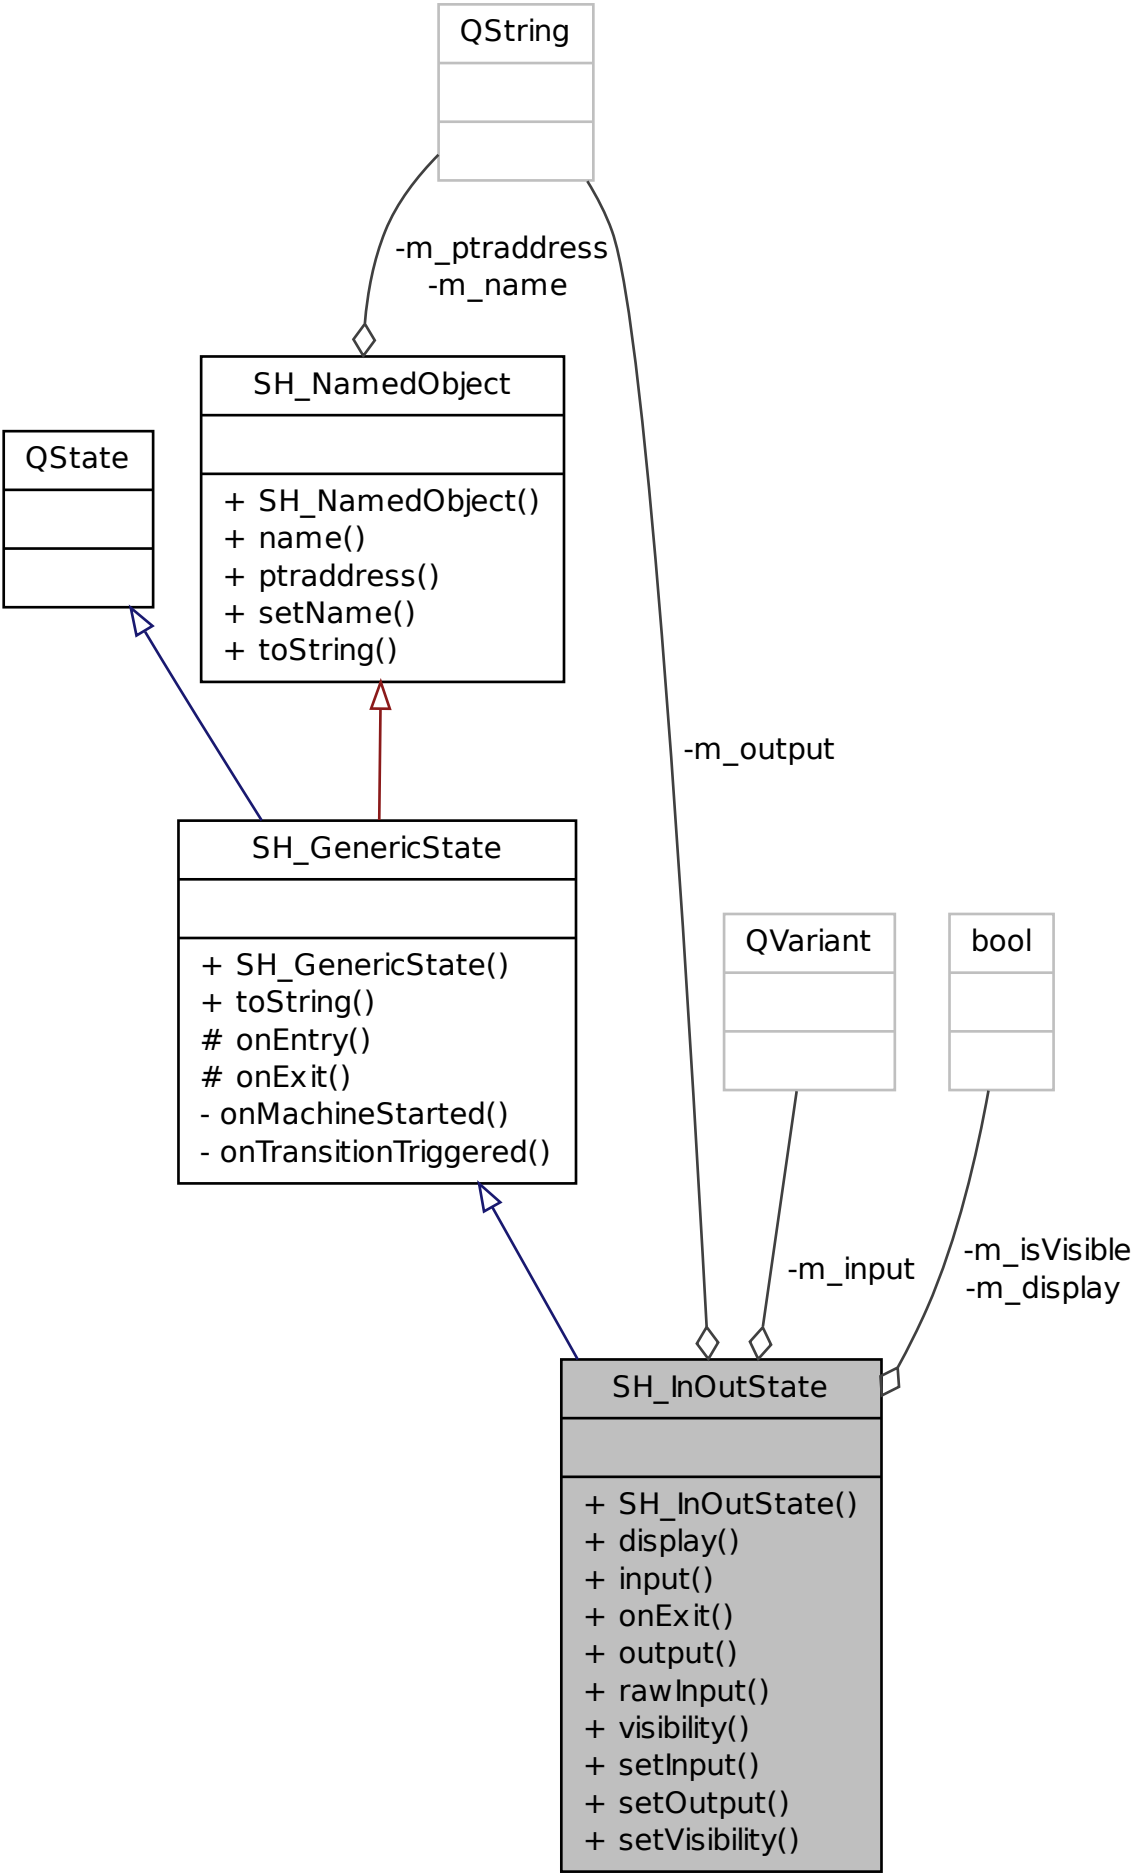 QString
-m_ptraddress
-m_name
SH_NamedObject
+ SH_NamedObject()
+ name()
+ ptraddress()
+ setName()
+ toString()
QState
-m_output
SH_GenericState
+ SH_GenericState()
+ toString()
# onEntry()
# onExit()
- onMachineStarted()
- onTransitionTriggered()
QVariant
bool
-m_input
-m_isVisible
-m_display
SH_InOutState
+ SH_InOutState()
+ display()
+ input()
+ onExit()
+ output()
+ rawInput()
+ visibility()
+ setInput()
+ setOutput()
+ setVisibility()